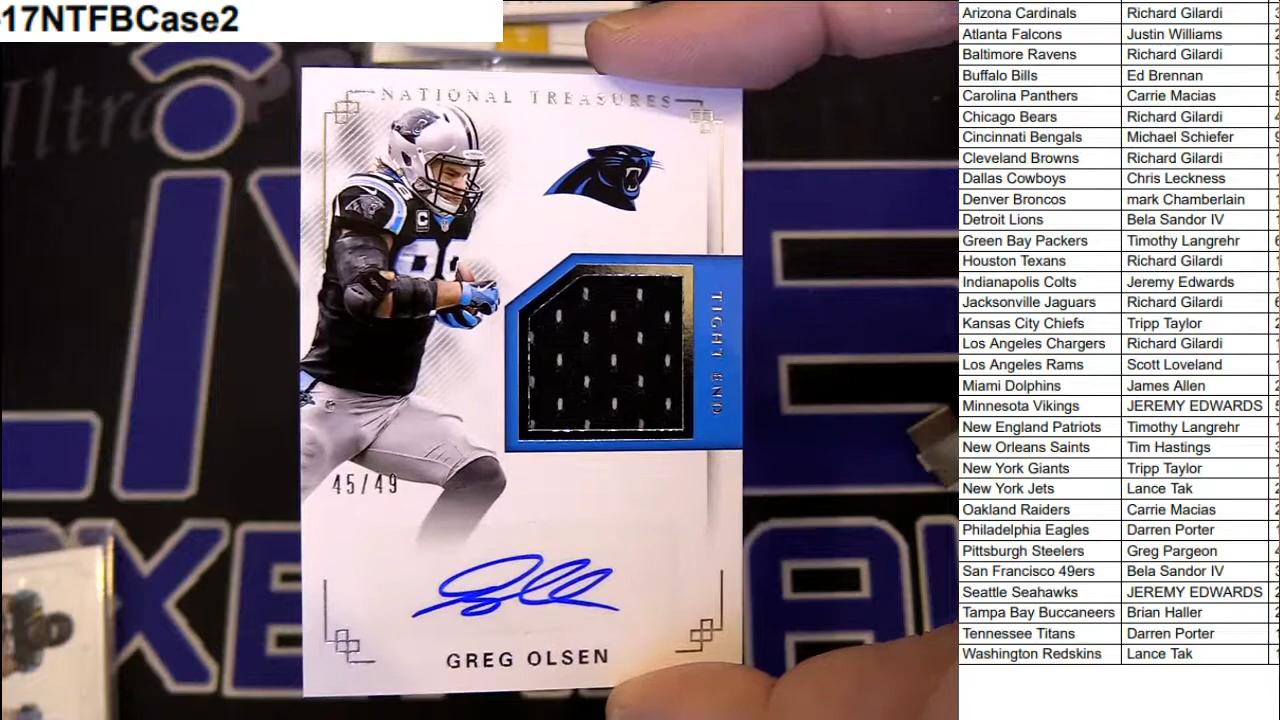 -17NTFBCase2
NATIONAL TREASURES
TIGHT END
45/49
GREG OLSEN
C
LIVE
Arizona Cardinals Richard Gilardi
Atlanta Falcons Justin Williams
Baltimore Ravens Richard Gilardi
Buffalo Bills Ed Brennan
Carolina Panthers Carrie Macias
Chicago Bears Richard Gilardi
Cincinnati Bengals Michael Schiefer
Cleveland Browns Richard Gilardi
Dallas Cowboys Chris Leckness
Denver Broncos mark Chamberlain
Detroit Lions Bela Sandor IV
Green Bay Packers Timothy Langrehr
Houston Texans Richard Gilardi
Indianapolis Colts Jeremy Edwards
Jacksonville Jaguars Richard Gilardi
Kansas City Chiefs Tripp Taylor
Los Angeles Chargers Richard Gilardi
Los Angeles Rams Scott Loveland
Miami Dolphins James Allen
Minnesota Vikings JEREMY EDWARDS
New England Patriots Timothy Langrehr
New Orleans Saints Tim Hastings
New York Giants Tripp Taylor
New York Jets Lance Tak
Oakland Raiders Carrie Macias
Philadelphia Eagles Darren Porter
Pittsburgh Steelers Greg Pargeon
San Francisco 49ers Bela Sandor IV
Seattle Seahawks JEREMY EDWARDS
Tampa Bay Buccaneers Brian Haller
Tennessee Titans Darren Porter
Washington Redskins Lance Tak